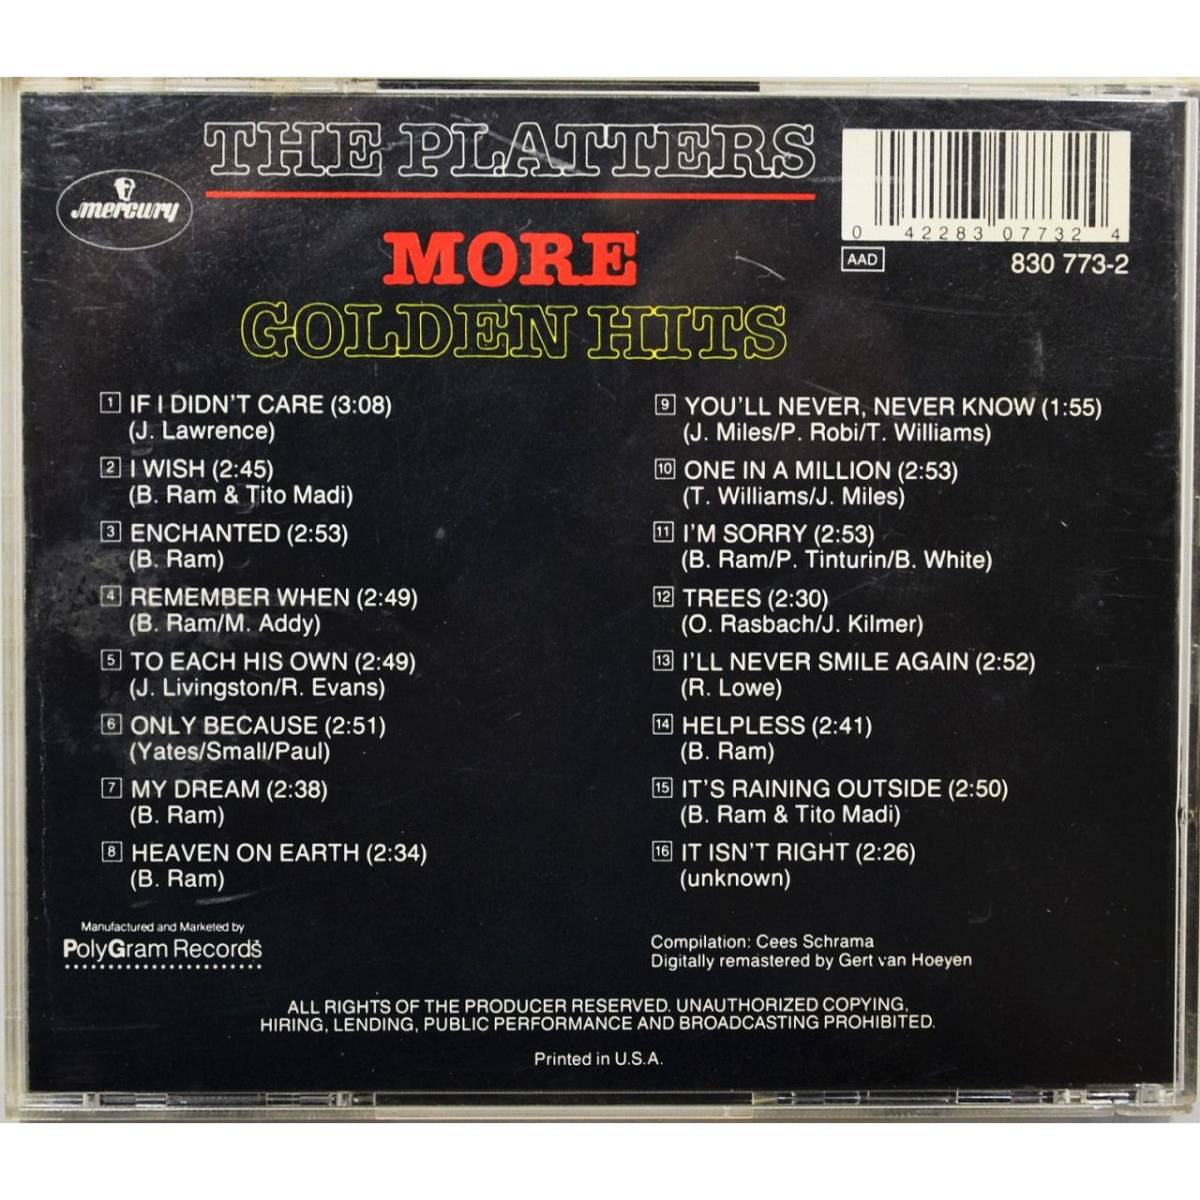 THE PLATTERS
mercury
MORE
GOLDEN HITS
0 42283 07732 4
AAD
830 773-2
1 IF I DIDN'T CARE (3:08)
(J. Lawrence)
2 I WISH (2:45)
(B. Ram & Tito Madi)
3 ENCHANTED (2:53)
(B. Ram)
4 REMEMBER WHEN (2:49)
(B. Ram/M. Addy)
5 TO EACH HIS OWN (2:49)
(J. Livingston/R. Evans)
6 ONLY BECAUSE (2:51)
(Yates/Small/Paul)
7 MY DREAM (2:38)
(B. Ram)
8 HEAVEN ON EARTH (2:34)
(B. Ram)
9 YOU'LL NEVER, NEVER KNOW (1:55)
(J. Miles/P. Robi/T. Williams)
10 ONE IN A MILLION (2:53)
(T. Williams/J. Miles)
11 I'M SORRY (2:53)
(B. Ram/P. Tinturin/B. White)
12 TREES (2:30)
(O. Rasbach/J. Kilmer)
13 I'LL NEVER SMILE AGAIN (2:52)
(R. Lowe)
14 HELPLESS (2:41)
(B. Ram)
15 IT'S RAINING OUTSIDE (2:50)
(B. Ram & Tito Madi)
16 IT ISN'T RIGHT (2:26)
(unknown)
Manufactured and Marketed by
PolyGram Records
Compilation: Cees Schrama
Digitally remastered by Gert van Hoeyen
ALL RIGHTS OF THE PRODUCER RESERVED. UNAUTHORIZED COPYING,
HIRING, LENDING, PUBLIC PERFORMANCE AND BROADCASTING PROHIBITED.
Printed in U.S.A.